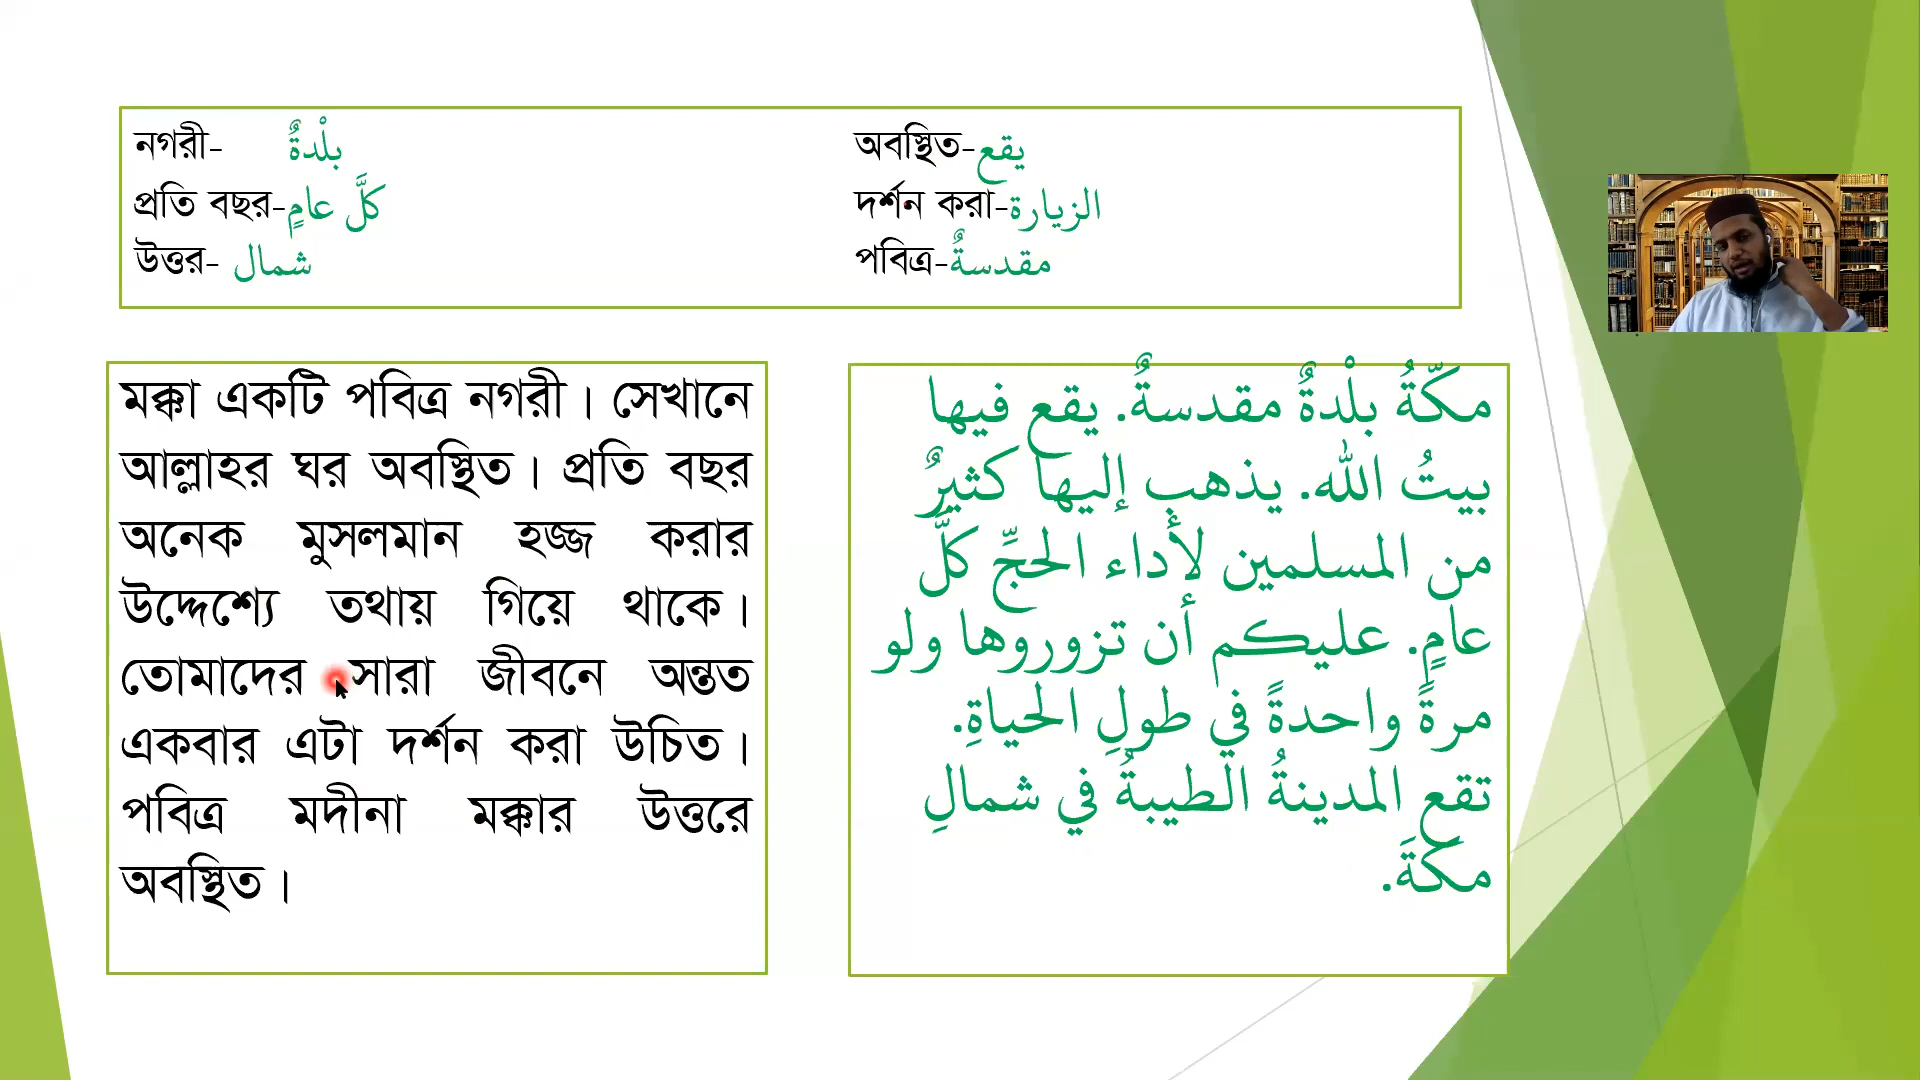 নগরী- بلْدةٌ
প্রতি বছর-كلَّ عامٍ
উত্তর- شمال
অবস্থিত-يقع
দর্শন করা-الزيارة
পবিত্র-مقدسةٌ
মক্কা একটি পবিত্র নগরী। সেখানে
আল্লাহর ঘর অবস্থিত। প্রতি বছর
অনেক মুসলমান হজ্জ করার
উদ্দেশ্যে তথায় গিয়ে থাকে।
তোমাদের সারা জীবনে অন্তত
একবার এটা দর্শন করা উচিত।
পবিত্র মদীনা মক্কার উত্তরে
অবস্থিত।
مكّةُ بلْدةٌ مقدسةٌ. يقع فيها
بيتُ الله. يذهب إليها كثيرٌ
من المسلمين لأداء الحجِّ كلَّ
عامٍ. عليكم أن تزوروها ولو
مرةً واحدةً في طولِ الحياةِ.
تقع المدينةُ الطيبةُ في شمالِ
مكةَ.